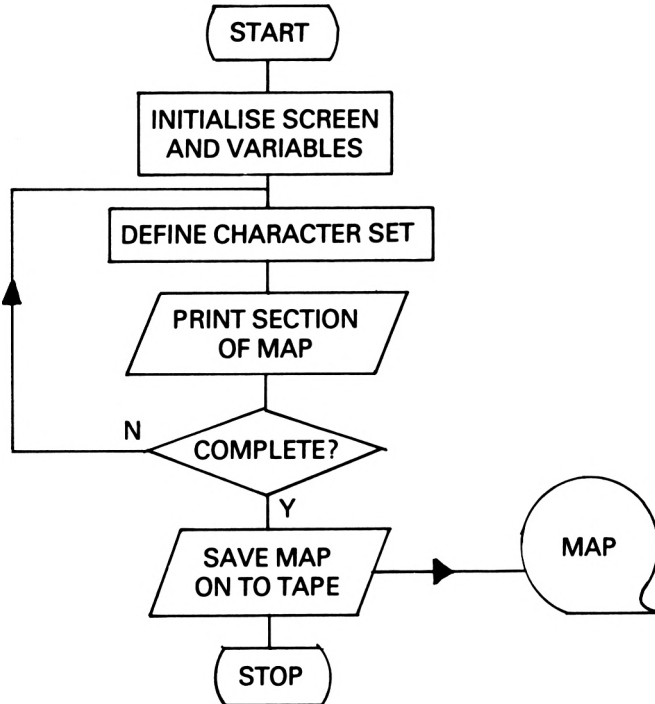 START
INITIALISE SCREEN
AND VARIABLES
DEFINE CHARACTER SET
PRINT SECTION
OF MAP
N
COMPLETE?
Y
SAVE MAP
ON TO TAPE
MAP
STOP